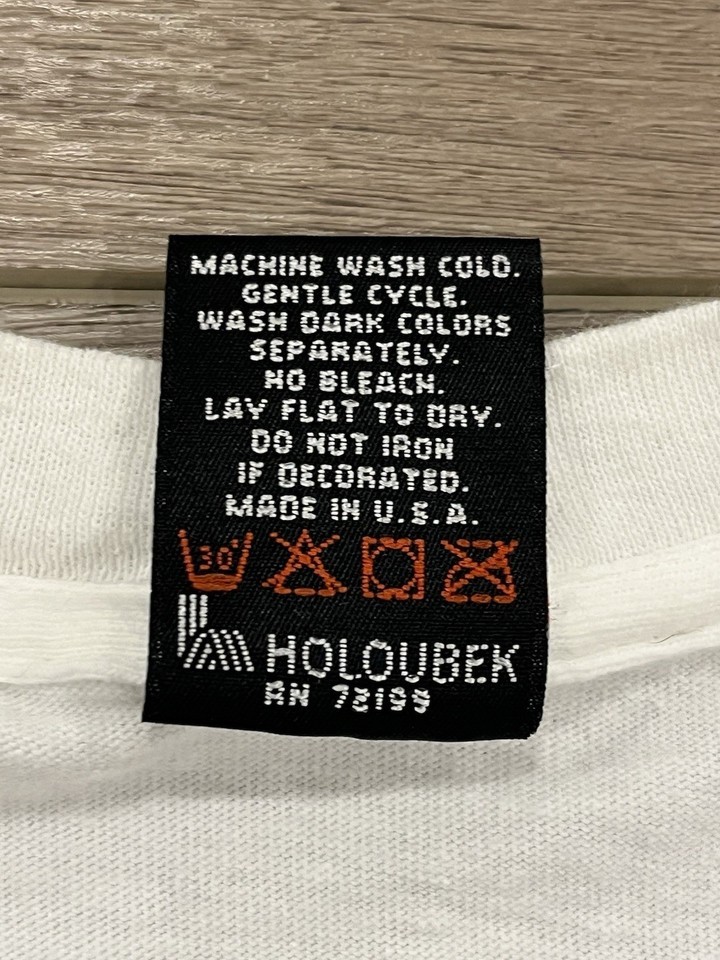 MACHINE WASH COLD.
GENTLE CYCLE.
WASH DARK COLORS
SEPARATELY.
NO BLEACH.
LAY FLAT TO DRY.
DO NOT IRON
IF DECORATED.
MADE IN U.S.A.
30°
HOLOUBEK
RN 73199